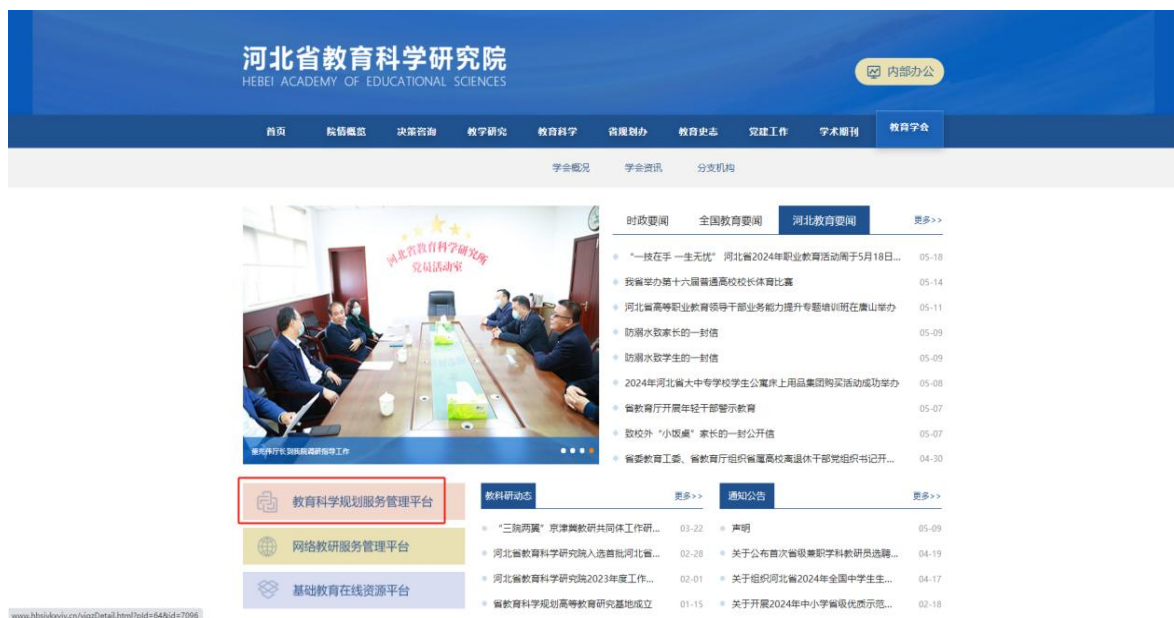 河北省教育科学研究院
HEBEI ACADEMY OF EDUCATIONAL SCIENCES
内部办公
首页 院情概览 决策咨询 教学研究 教育科学 省规划办 教育史志 党建工作 学术期刊 教育学会
学会概况 学会资讯 分支机构
河北省教育科学研究所
党员活动室
时政要闻 全国教育要闻 河北教育要闻 更多>>
“一技在手 一生无忧” 河北省2024年职业教育活动周于5月18日... 05-18
我省举办第十六届普通高校校长体育比赛 05-14
河北省高等职业教育领导干部业务能力提升专题培训班在唐山举办 05-11
防溺水致家长的一封信 05-09
防溺水致学生的一封信 05-09
2024年河北省大中专学校学生公寓床上用品集团购买活动成功举办 05-08
省教育厅开展年轻干部警示教育 05-07
致校外“小饭桌”家长的一封公开信 05-07
省委教育工委、省教育厅组织省属高校离退休干部党组织书记开... 04-30
厅长到我院调研指导工作
教育科学规划服务管理平台
网络教研服务管理平台
基础教育在线资源平台
教科研动态 更多>>
“三院两翼”京津冀教研共同体工作研... 03-22
河北省教育科学研究院入选首批河北省... 02-28
河北省教育科学研究院2023年度工作... 02-01
省教育科学规划高等教育研究基地成立 01-15
通知公告 更多>>
声明 05-09
关于公布首次省级兼职学科教研员选聘... 04-19
关于组织河北省2024年全国中学生生... 04-17
关于开展2024年中小学省级优质示范... 02-18